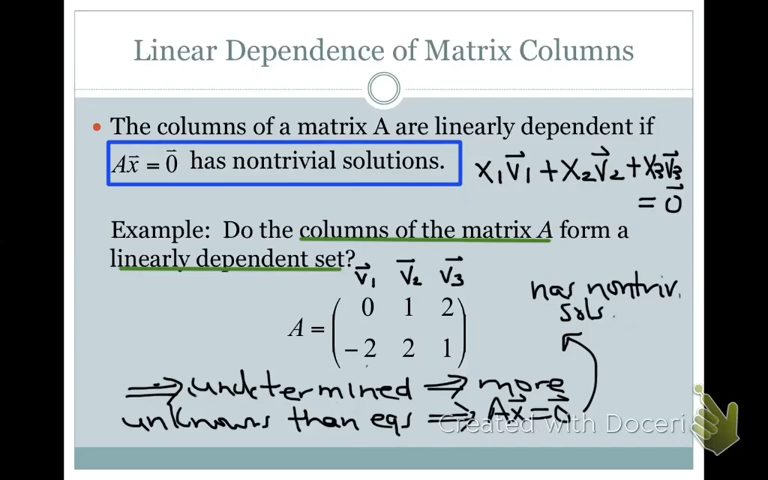 Linear Dependence of Matrix Columns
• The columns of a matrix A are linearly dependent if
Ax⃗ = 0⃗ has nontrivial solutions.
x₁v⃗₁ + x₂v⃗₂ + x₃v⃗₃
= 0⃗
Example: Do the columns of the matrix A form a
linearly dependent set?
v⃗₁ v⃗₂ v⃗₃
has nontriv.
sols.
0 1 2
A =
-2 2 1
⇒ undetermined ⇒ more
unknowns than eqs ⇒ Ax⃗ = 0⃗
Created with Doceri